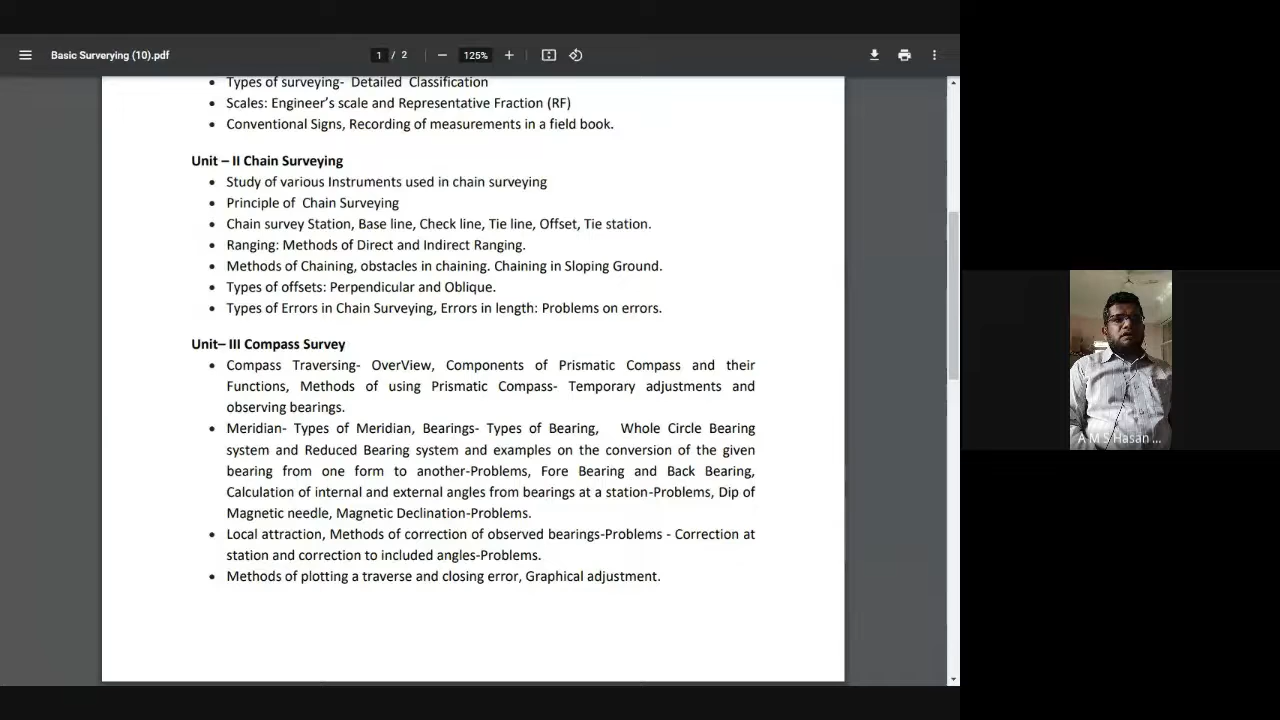 Basic Surverying (10).pdf
1 / 2
125%
Types of surveying- Detailed Classification
Scales: Engineer's scale and Representative Fraction (RF)
Conventional Signs, Recording of measurements in a field book.
Unit – II Chain Surveying
Study of various Instruments used in chain surveying
Principle of Chain Surveying
Chain survey Station, Base line, Check line, Tie line, Offset, Tie station.
Ranging: Methods of Direct and Indirect Ranging.
Methods of Chaining, obstacles in chaining. Chaining in Sloping Ground.
Types of offsets: Perpendicular and Oblique.
Types of Errors in Chain Surveying, Errors in length: Problems on errors.
Unit– III Compass Survey
Compass Traversing- OverView, Components of Prismatic Compass and their
Functions, Methods of using Prismatic Compass- Temporary adjustments and
observing bearings.
Meridian- Types of Meridian, Bearings- Types of Bearing, Whole Circle Bearing
system and Reduced Bearing system and examples on the conversion of the given
bearing from one form to another-Problems, Fore Bearing and Back Bearing,
Calculation of internal and external angles from bearings at a station-Problems, Dip of
Magnetic needle, Magnetic Declination-Problems.
Local attraction, Methods of correction of observed bearings-Problems - Correction at
station and correction to included angles-Problems.
Methods of plotting a traverse and closing error, Graphical adjustment.
A M S Hasan ...